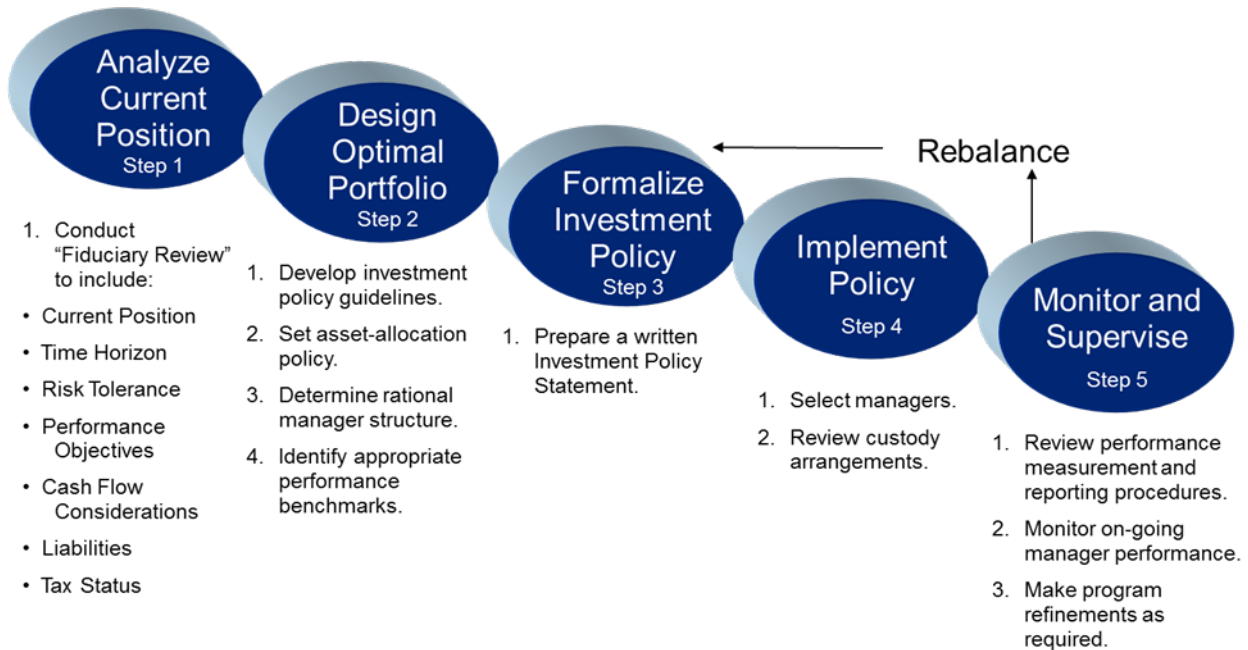 Analyze
Current
Position
Step 1
1. Conduct
“Fiduciary Review”
to include:
• Current Position
• Time Horizon
• Risk Tolerance
• Performance
Objectives
• Cash Flow
Considerations
• Liabilities
• Tax Status
Design
Optimal
Portfolio
Step 2
1. Develop investment
policy guidelines.
2. Set asset-allocation
policy.
3. Determine rational
manager structure.
4. Identify appropriate
performance
benchmarks.
Formalize
Investment
Policy
Step 3
1. Prepare a written
Investment Policy
Statement.
Implement
Policy
Step 4
1. Select managers.
2. Review custody
arrangements.
Rebalance
Monitor and
Supervise
Step 5
1. Review performance
measurement and
reporting procedures.
2. Monitor on-going
manager performance.
3. Make program
refinements as
required.